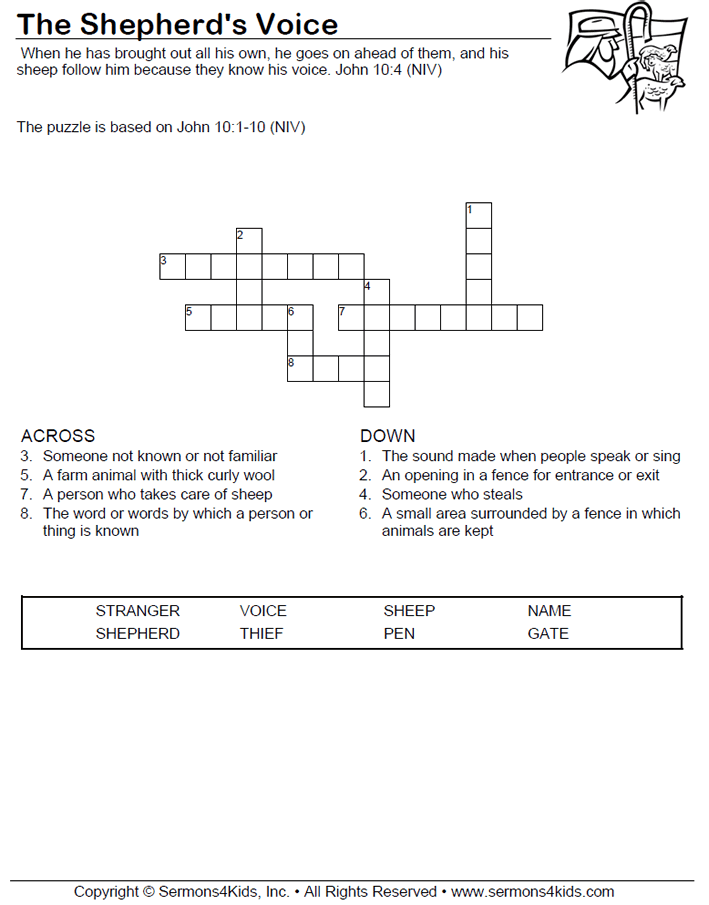 The Shepherd's Voice
When he has brought out all his own, he goes on ahead of them, and his
sheep follow him because they know his voice. John 10:4 (NIV)
The puzzle is based on John 10:1-10 (NIV)
1
2
3
4
5
6
7
8
ACROSS
3. Someone not known or not familiar
5. A farm animal with thick curly wool
7. A person who takes care of sheep
8. The word or words by which a person or
thing is known
DOWN
1. The sound made when people speak or sing
2. An opening in a fence for entrance or exit
4. Someone who steals
6. A small area surrounded by a fence in which
animals are kept
STRANGER VOICE SHEEP NAME
SHEPHERD THIEF PEN GATE
Copyright © Sermons4Kids, Inc. • All Rights Reserved • www.sermons4kids.com